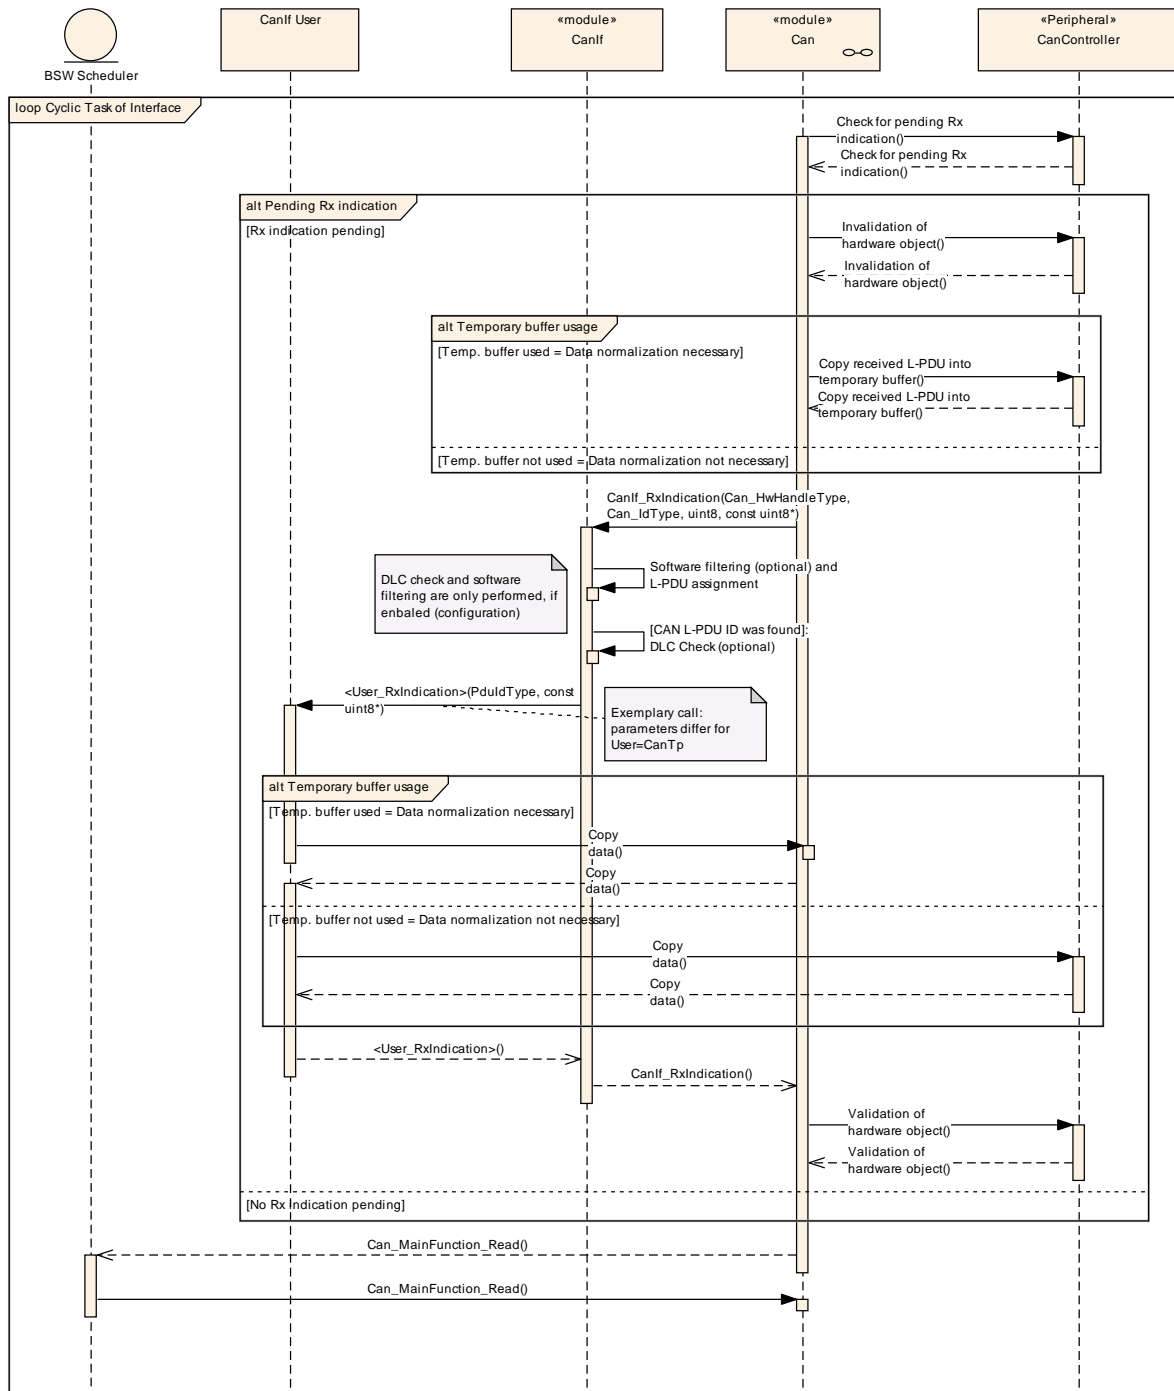 BSW Scheduler
CanIf User
«module»
CanIf
«module»
Can
«Peripheral»
CanController
loop Cyclic Task of Interface
Check for pending Rx
indication()
Check for pending Rx
indication()
alt Pending Rx indication
[Rx indication pending]
Invalidation of
hardware object()
Invalidation of
hardware object()
alt Temporary buffer usage
[Temp. buffer used = Data normalization necessary]
Copy received L-PDU into
temporary buffer()
Copy received L-PDU into
temporary buffer()
[Temp. buffer not used = Data normalization not necessary]
CanIf_RxIndication(Can_HwHandleType,
Can_IdType, uint8, const uint8*)
DLC check and software
filtering are only performed, if
enbaled (configuration)
Software filtering (optional) and
L-PDU assignment
[CAN L-PDU ID was found]:
DLC Check (optional)
<User_RxIndication>(PduIdType, const
uint8*)
Exemplary call:
parameters differ for
User=CanTp
alt Temporary buffer usage
[Temp. buffer used = Data normalization necessary]
Copy
data()
Copy
data()
[Temp. buffer not used = Data normalization not necessary]
Copy
data()
Copy
data()
<User_RxIndication>()
CanIf_RxIndication()
Validation of
hardware object()
Validation of
hardware object()
[No Rx Indication pending]
Can_MainFunction_Read()
Can_MainFunction_Read()